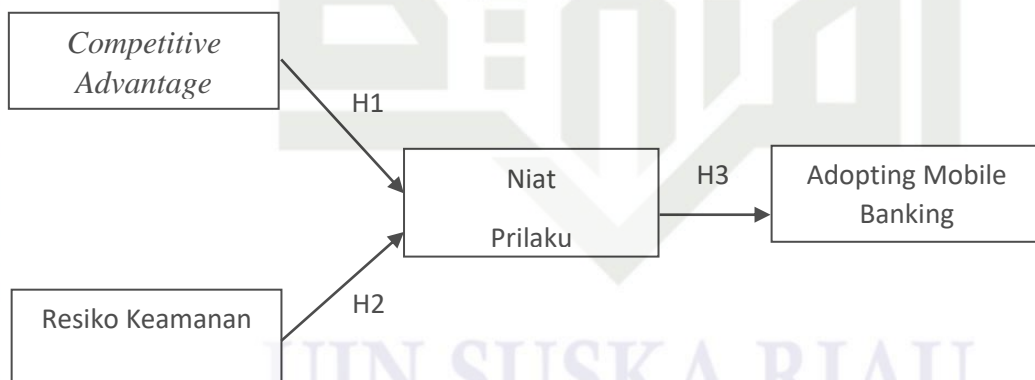 Competitive
Advantage
H1
Niat
Prilaku
H3
Adopting Mobile
Banking
Resiko Keamanan
H2
UIN SUSKA RIAU